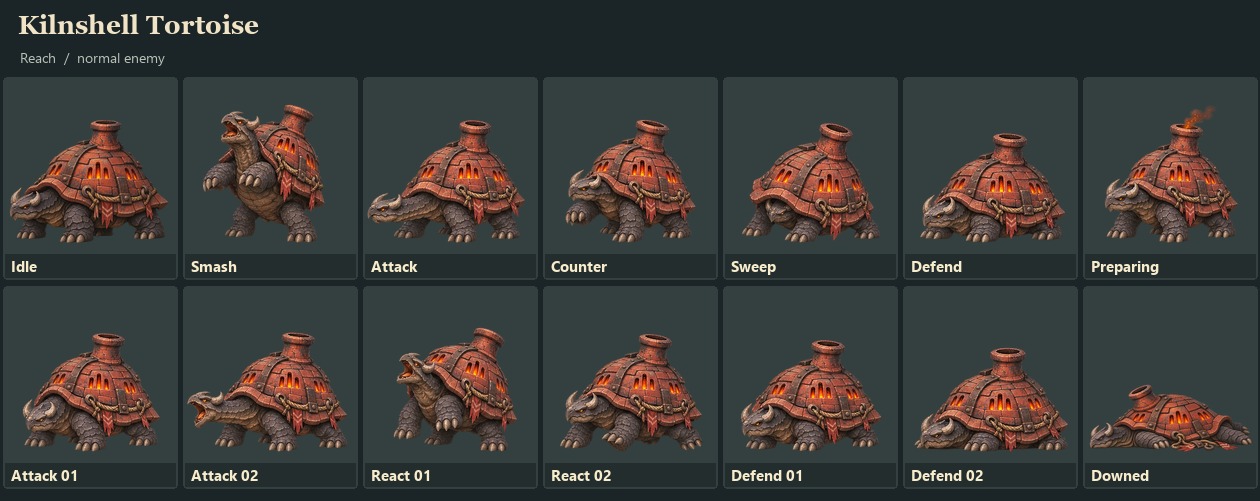 Kilnshell Tortoise
Reach / normal enemy
Idle
Smash
Attack
Counter
Sweep
Defend
Preparing
Attack 01
Attack 02
React 01
React 02
Defend 01
Defend 02
Downed